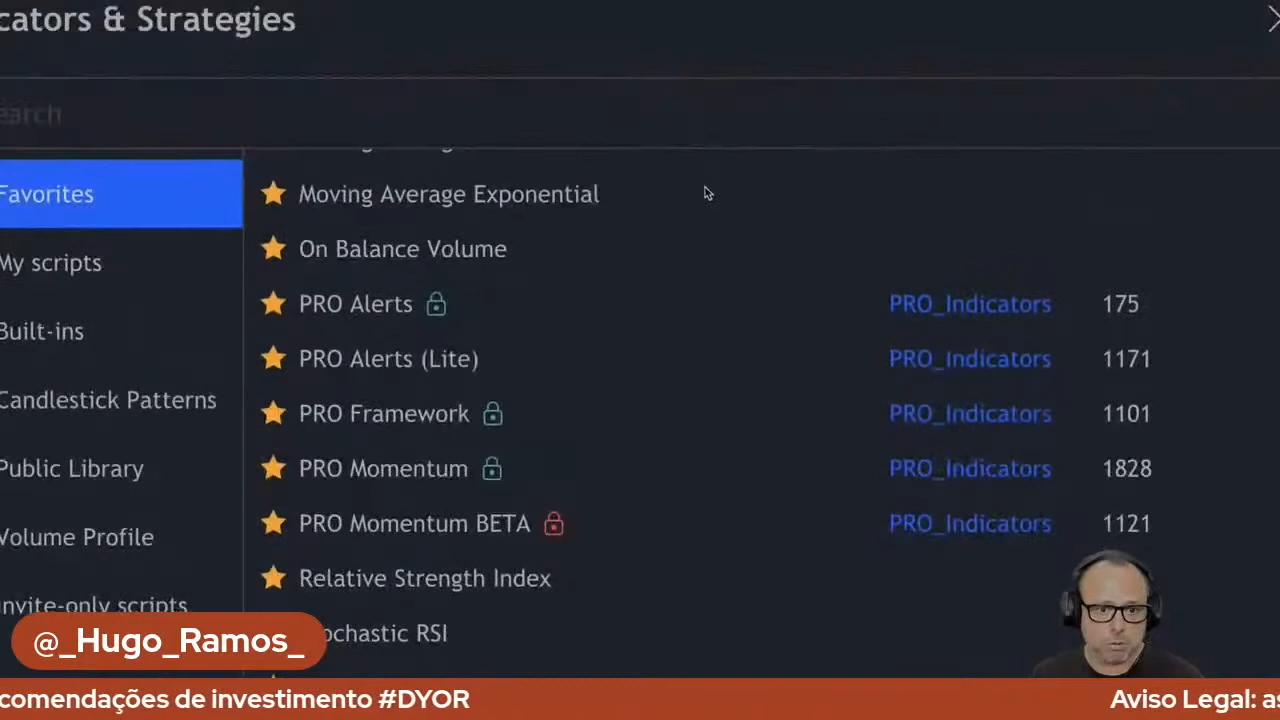 cators & Strategies
earch
Favorites
My scripts
Built-ins
Candlestick Patterns
Public Library
Volume Profile
invite-only scripts
Moving Average Exponential
On Balance Volume
PRO Alerts PRO_Indicators 175
PRO Alerts (Lite) PRO_Indicators 1171
PRO Framework PRO_Indicators 1101
PRO Momentum PRO_Indicators 1828
PRO Momentum BETA PRO_Indicators 1121
Relative Strength Index
ochastic RSI
@_Hugo_Ramos_
comendações de investimento #DYOR
Aviso Legal: as